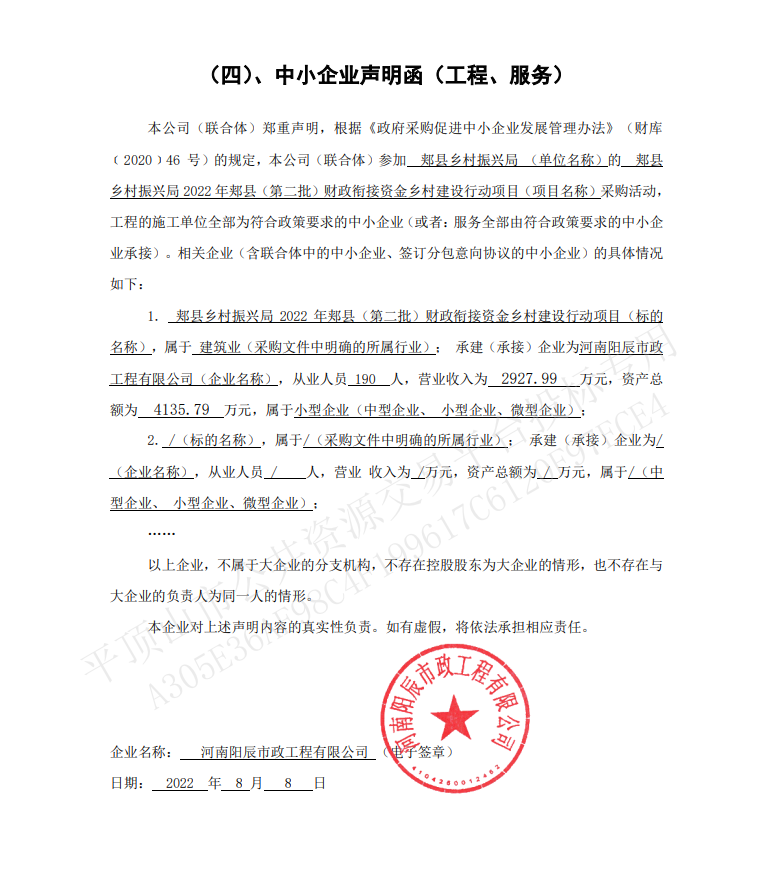 （四）、中小企业声明函（工程、服务）
本公司（联合体）郑重声明，根据《政府采购促进中小企业发展管理办法》（财库
﹝2020﹞46 号）的规定，本公司（联合体）参加 郏县乡村振兴局 （单位名称）的 郏县
乡村振兴局 2022 年郏县（第二批）财政衔接资金乡村建设行动项目（项目名称）采购活动，
工程的施工单位全部为符合政策要求的中小企业（或者：服务全部由符合政策要求的中小企
业承接）。相关企业（含联合体中的中小企业、签订分包意向协议的中小企业）的具体情况
如下：
1. 郏县乡村振兴局 2022 年郏县（第二批）财政衔接资金乡村建设行动项目（标的
名称），属于 建筑业（采购文件中明确的所属行业）； 承建（承接）企业为河南阳辰市政
工程有限公司（企业名称），从业人员 190 人，营业收入为 2927.99 万元，资产总
额为 4135.79 万元，属于小型企业（中型企业、 小型企业、微型企业）；
2. /（标的名称），属于/（采购文件中明确的所属行业）； 承建（承接）企业为/
（企业名称），从业人员 / 人，营业 收入为 /万元，资产总额为 / 万元，属于/（中
型企业、 小型企业、微型企业）；
……
以上企业，不属于大企业的分支机构，不存在控股股东为大企业的情形，也不存在与
大企业的负责人为同一人的情形。
本企业对上述声明内容的真实性负责。如有虚假，将依法承担相应责任。
企业名称： 河南阳辰市政工程有限公司 （电子签章）
日期： 2022 年 8 月 8 日
河南阳辰市政工程有限公司
4104260012462
平顶山市公共资源交易平台投标专用